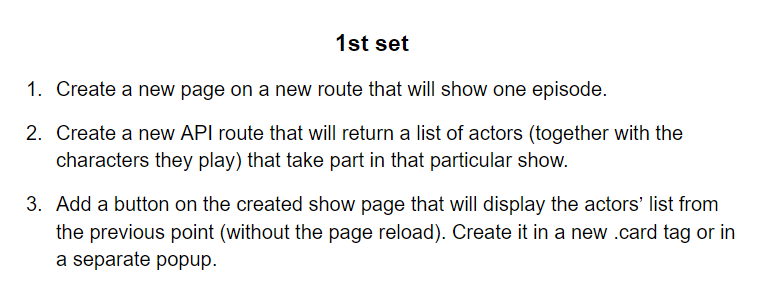 1st set
1. Create a new page on a new route that will show one episode.
2. Create a new API route that will return a list of actors (together with the
characters they play) that take part in that particular show.
3. Add a button on the created show page that will display the actors’ list from
the previous point (without the page reload). Create it in a new .card tag or in
a separate popup.